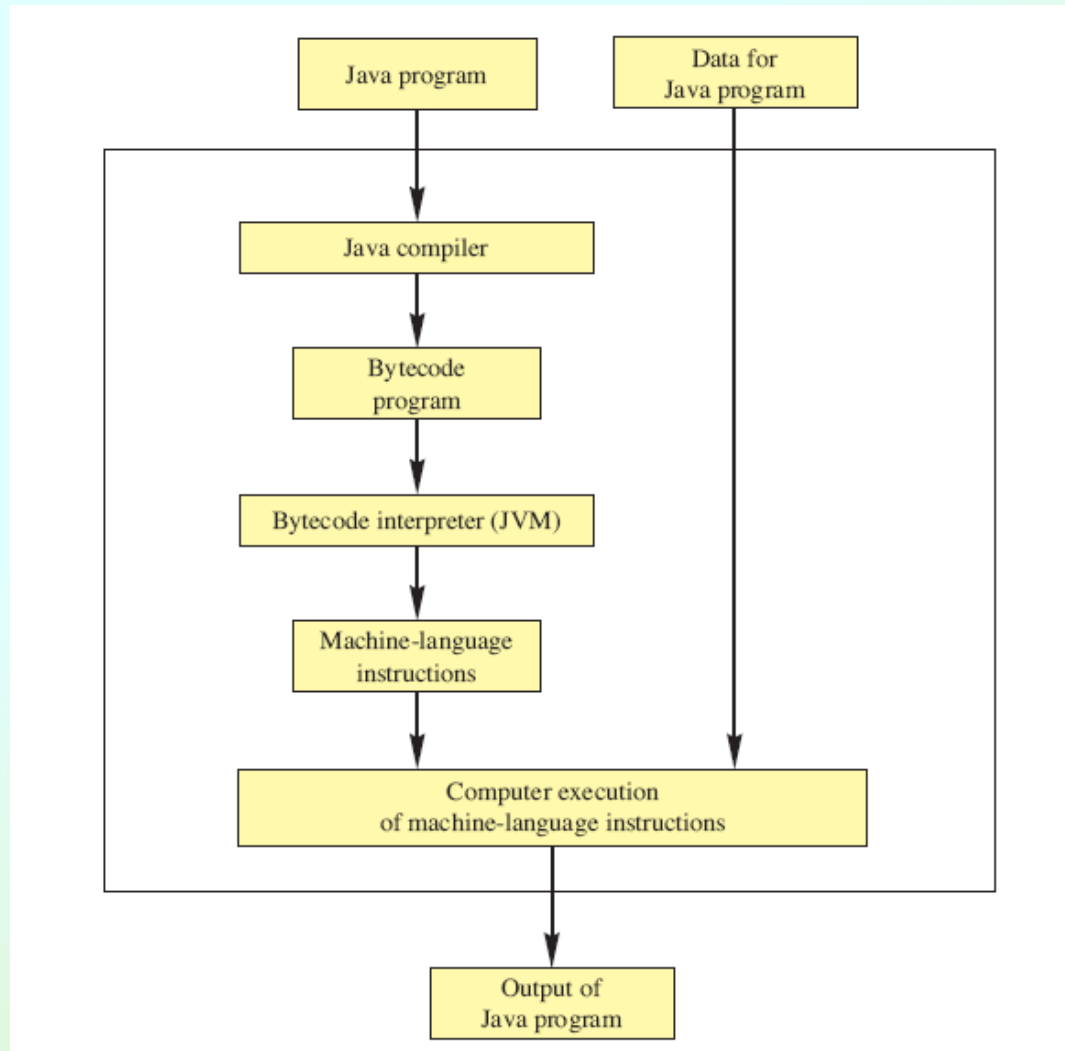 Java program
Data for
Java program
Java compiler
Bytecode
program
Bytecode interpreter (JVM)
Machine-language
instructions
Computer execution
of machine-language instructions
Output of
Java program